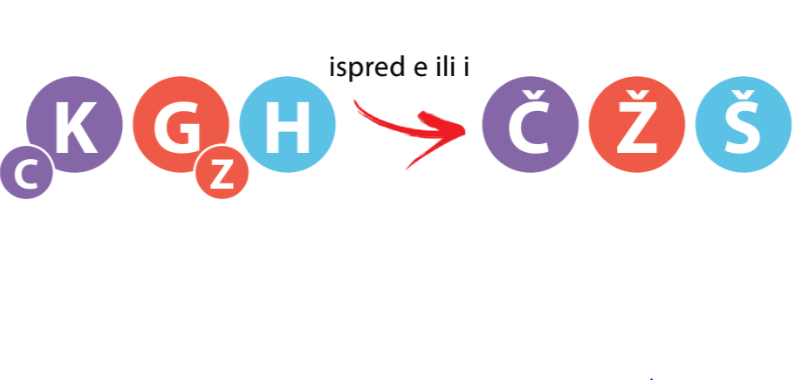 ispred e ili i
K G H Č Ž Š
C Z